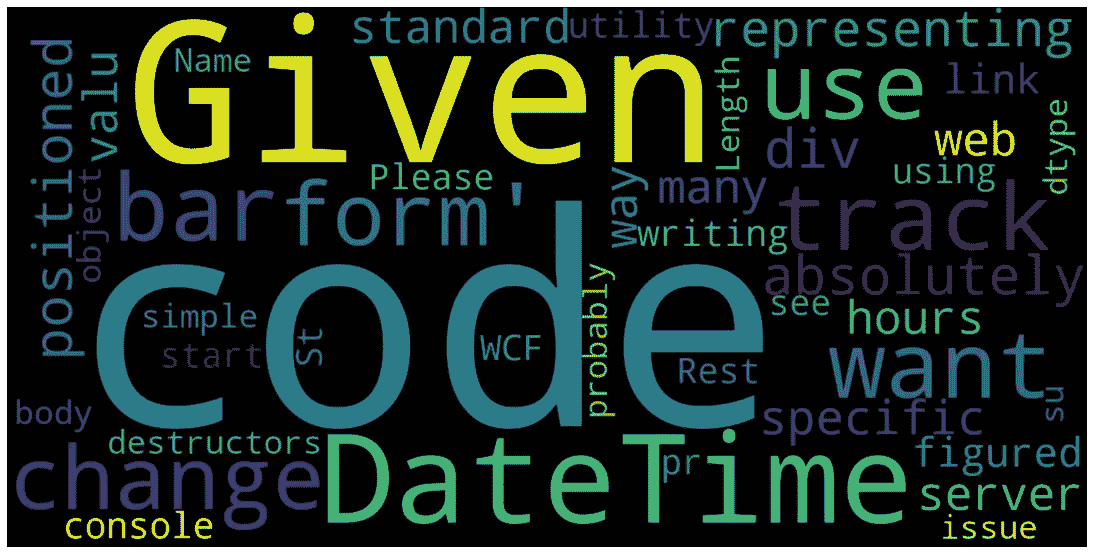 standard
utility
representing
Given
Name
positioned
valu
use
link
Length
web
dtype
div
using
Please
many
way
object
bar
form'
track
writing
absolutely
code
see
hours
simple
start
St
WCF
probably
Rest
want
su
body
specific
destructors
change
DateTime
pr
figured
server
console
issue